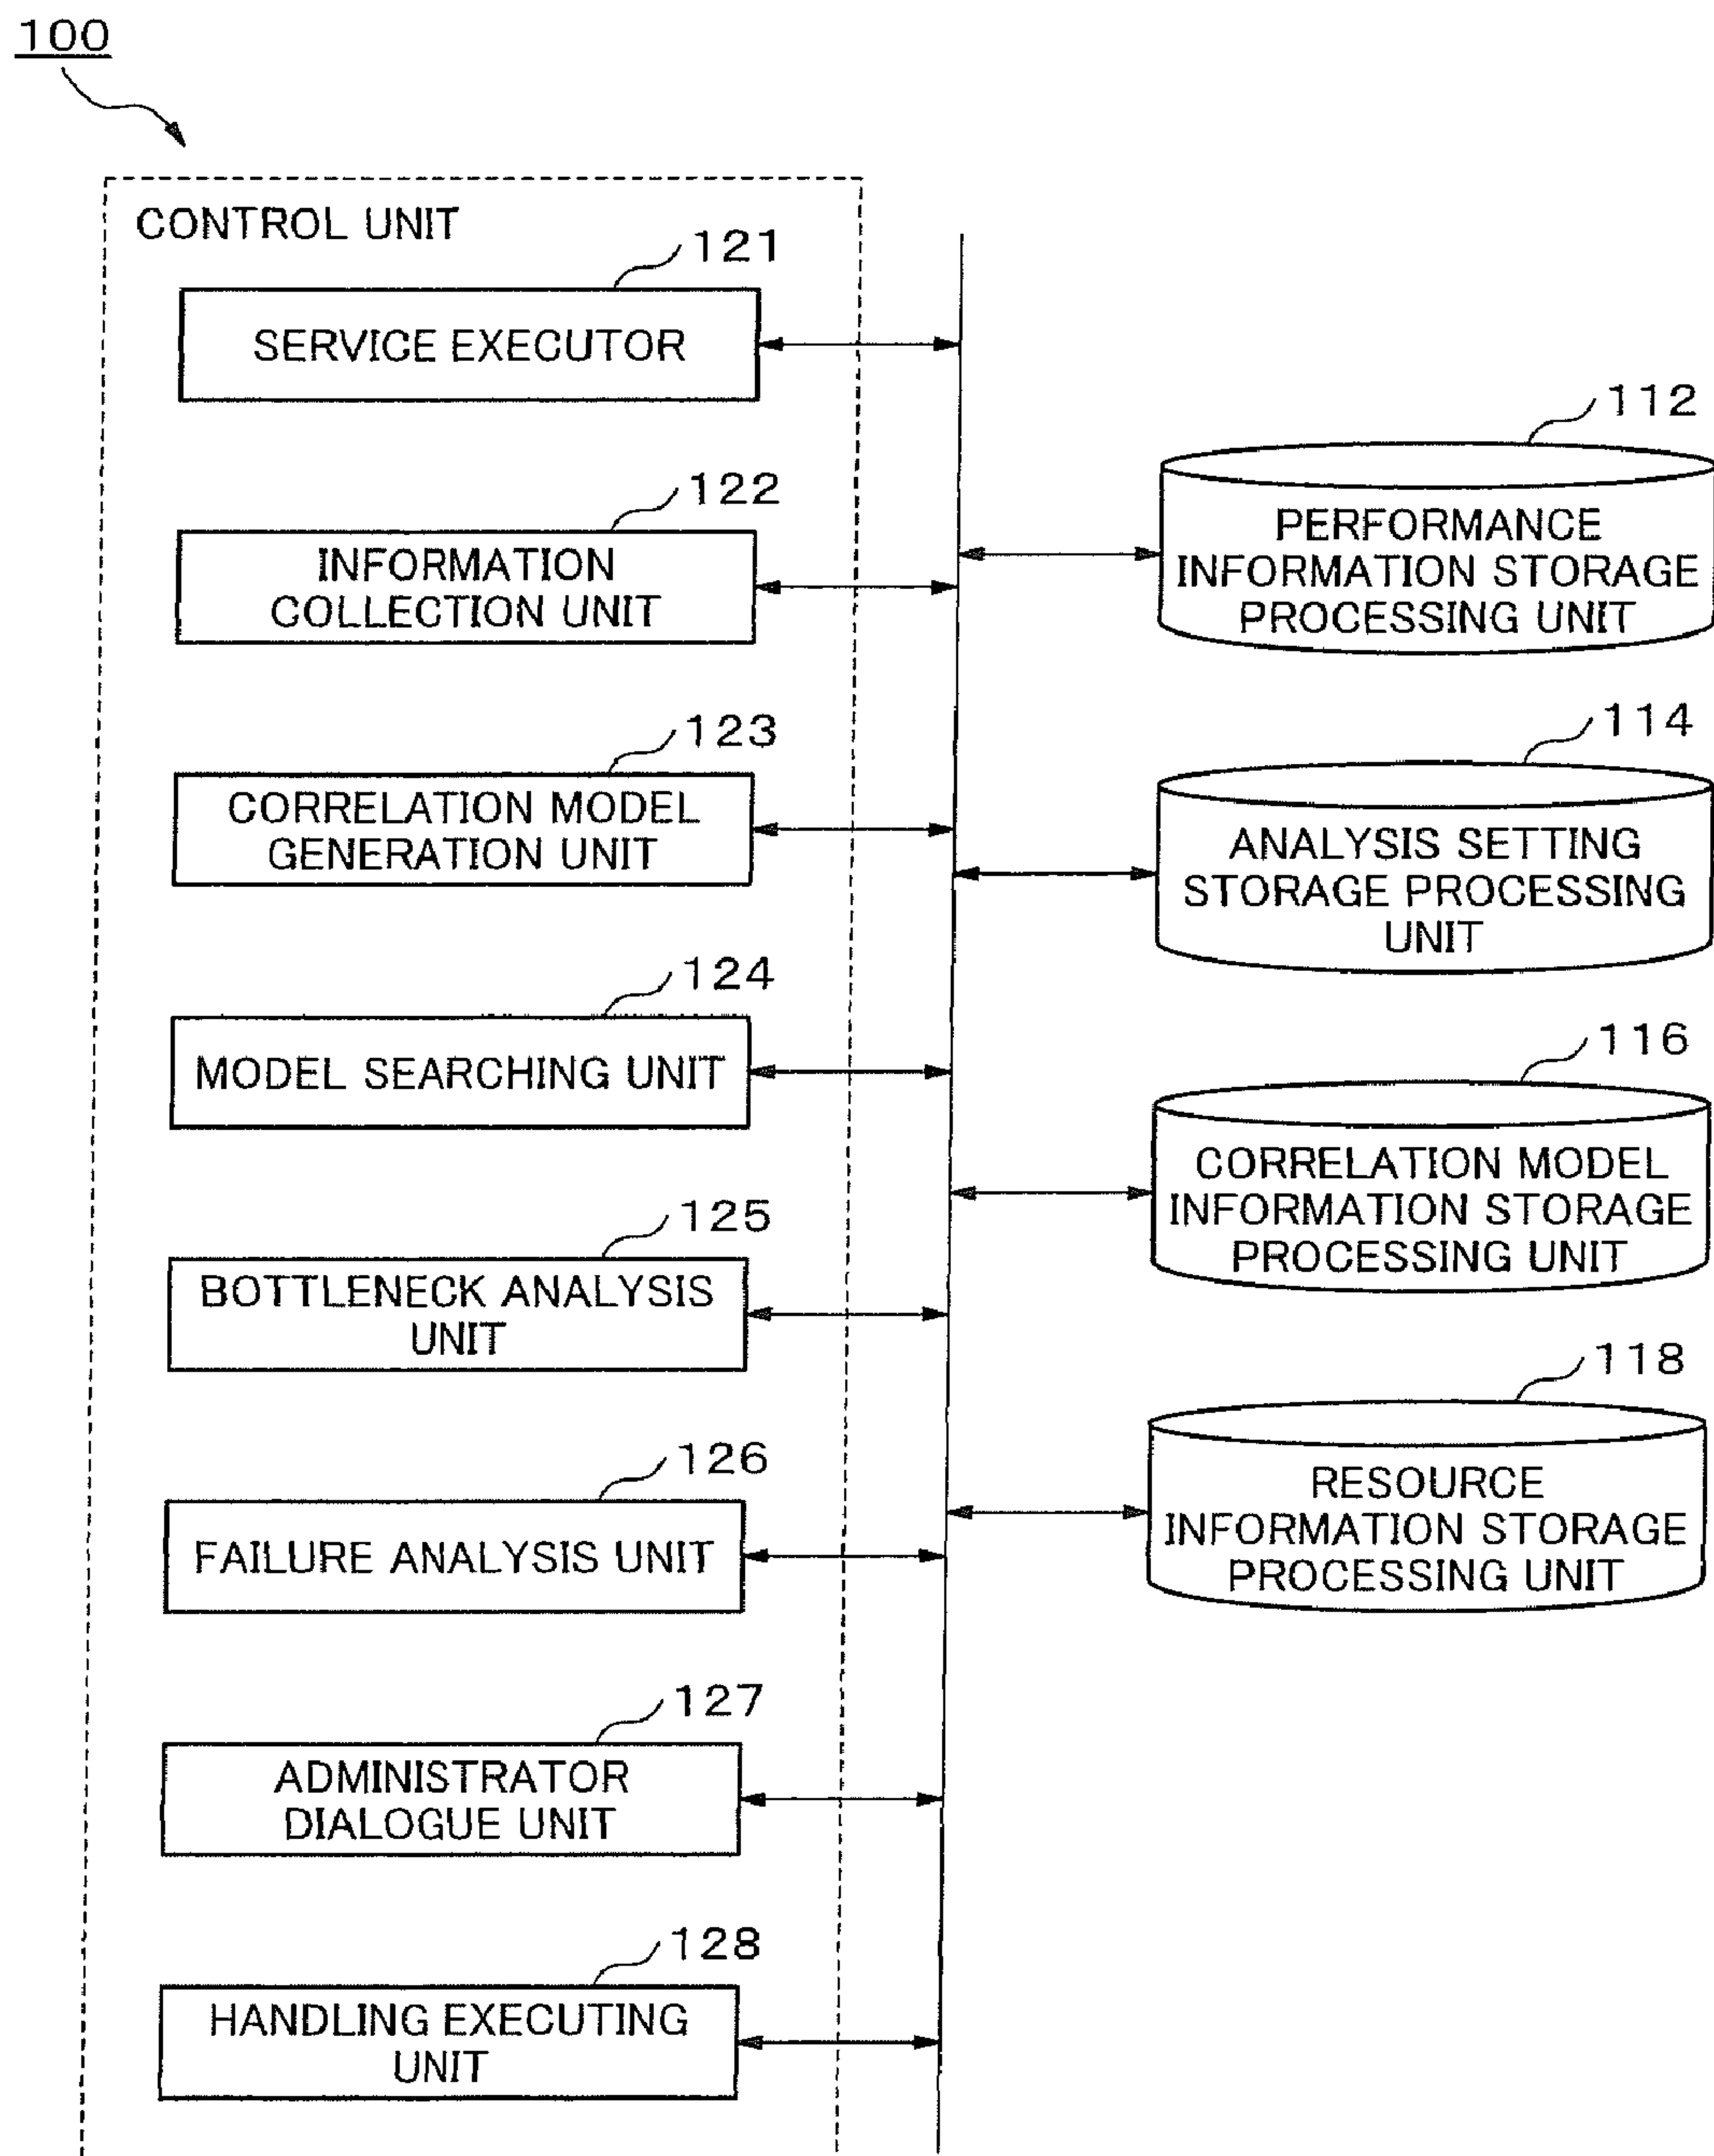 100
CONTROL UNIT
121
SERVICE EXECUTOR
122
INFORMATION
COLLECTION UNIT
123
CORRELATION MODEL
GENERATION UNIT
124
MODEL SEARCHING UNIT
125
BOTTLENECK ANALYSIS
UNIT
126
FAILURE ANALYSIS UNIT
127
ADMINISTRATOR
DIALOGUE UNIT
128
HANDLING EXECUTING
UNIT
112
PERFORMANCE
INFORMATION STORAGE
PROCESSING UNIT
114
ANALYSIS SETTING
STORAGE PROCESSING
UNIT
116
CORRELATION MODEL
INFORMATION STORAGE
PROCESSING UNIT
118
RESOURCE
INFORMATION STORAGE
PROCESSING UNIT